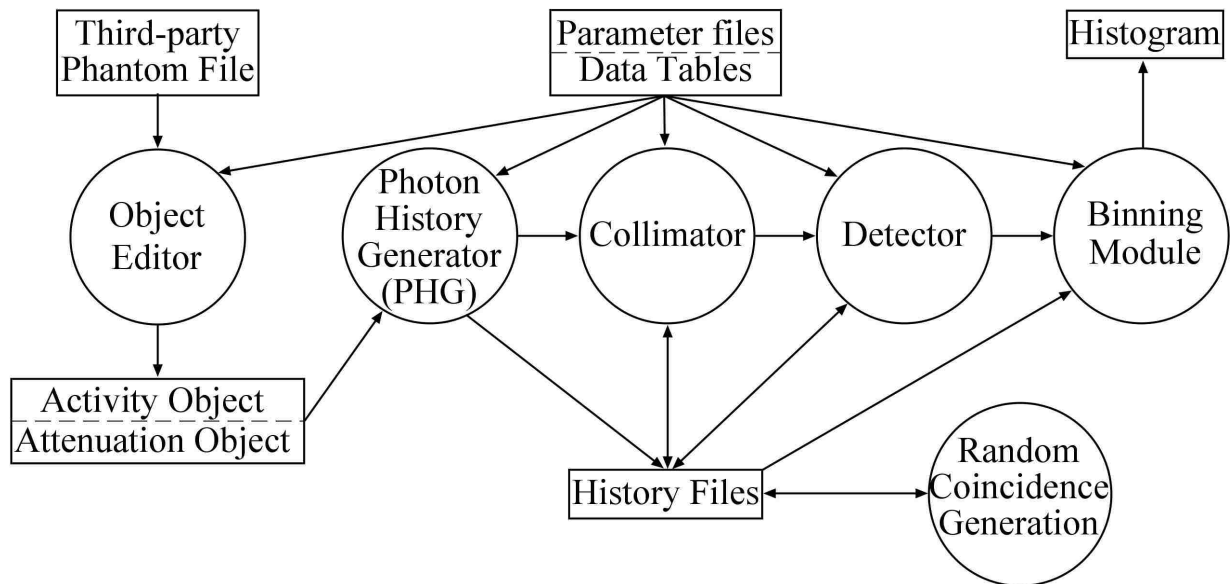 Third-party
Phantom File
Parameter files
Data Tables
Histogram
Object
Editor
Photon
History
Generator
(PHG)
Collimator
Detector
Binning
Module
Activity Object
Attenuation Object
History Files
Random
Coincidence
Generation